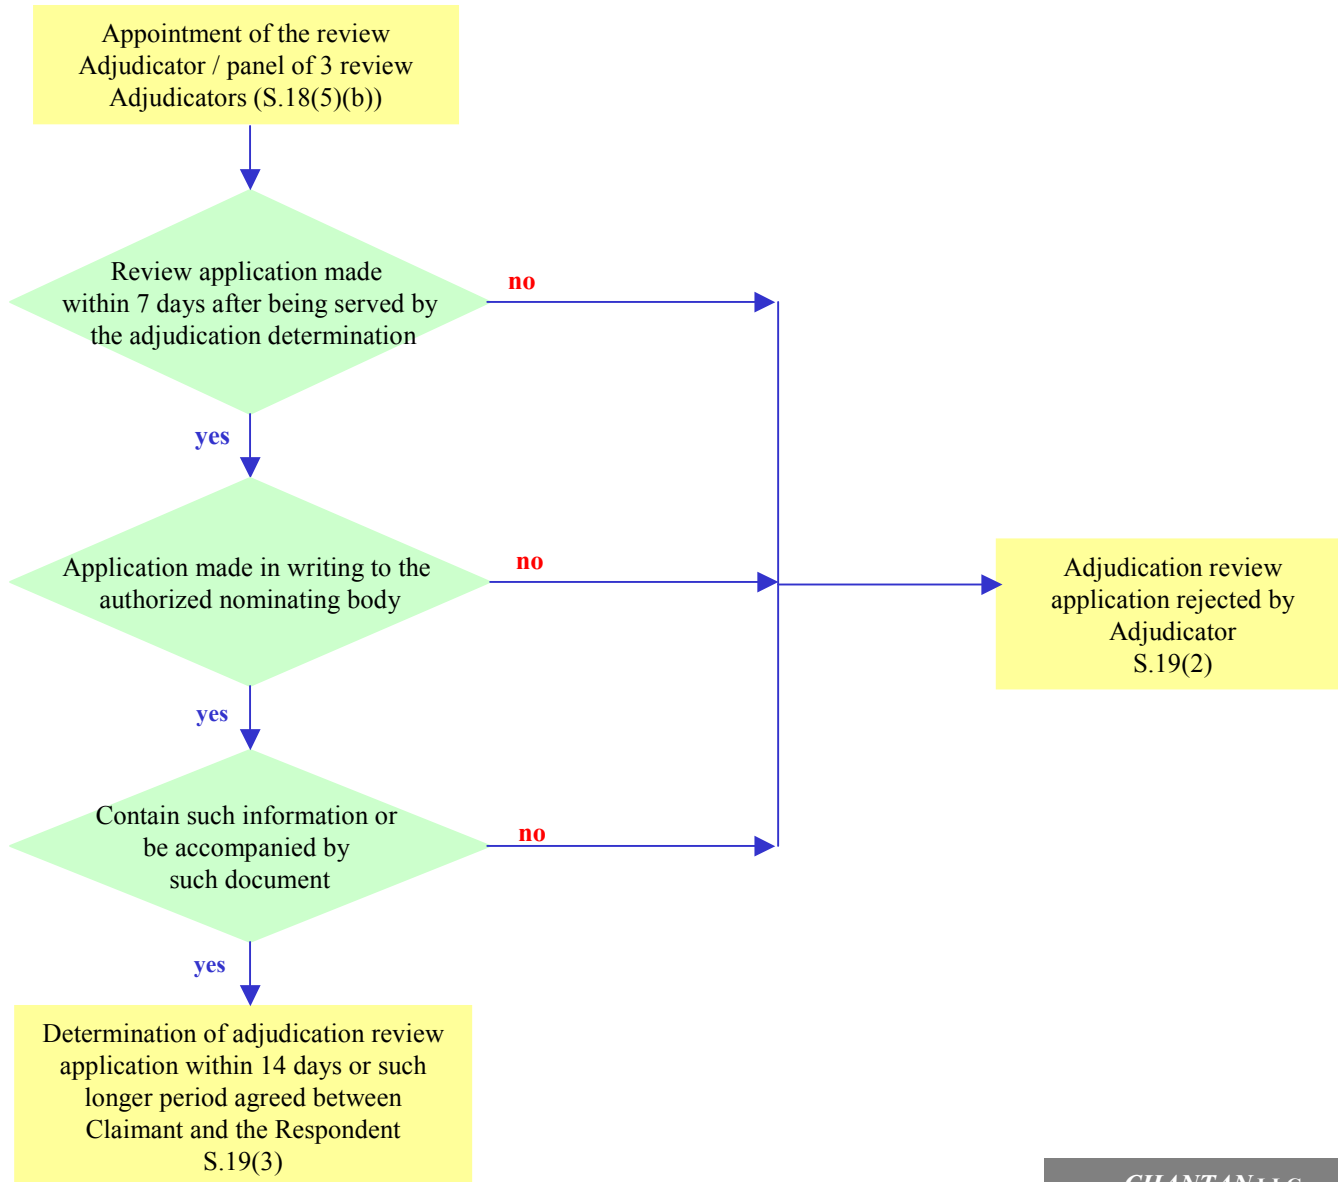 Appointment of the review
Adjudicator / panel of 3 review
Adjudicators (S.18(5)(b))
Review application made
within 7 days after being served by
the adjudication determination
no
yes
Application made in writing to the
authorized nominating body
no
Adjudication review
application rejected by
Adjudicator
S.19(2)
yes
Contain such information or
be accompanied by
such document
no
yes
Determination of adjudication review
application within 14 days or such
longer period agreed between
Claimant and the Respondent
S.19(3)
CHANTAN LLC